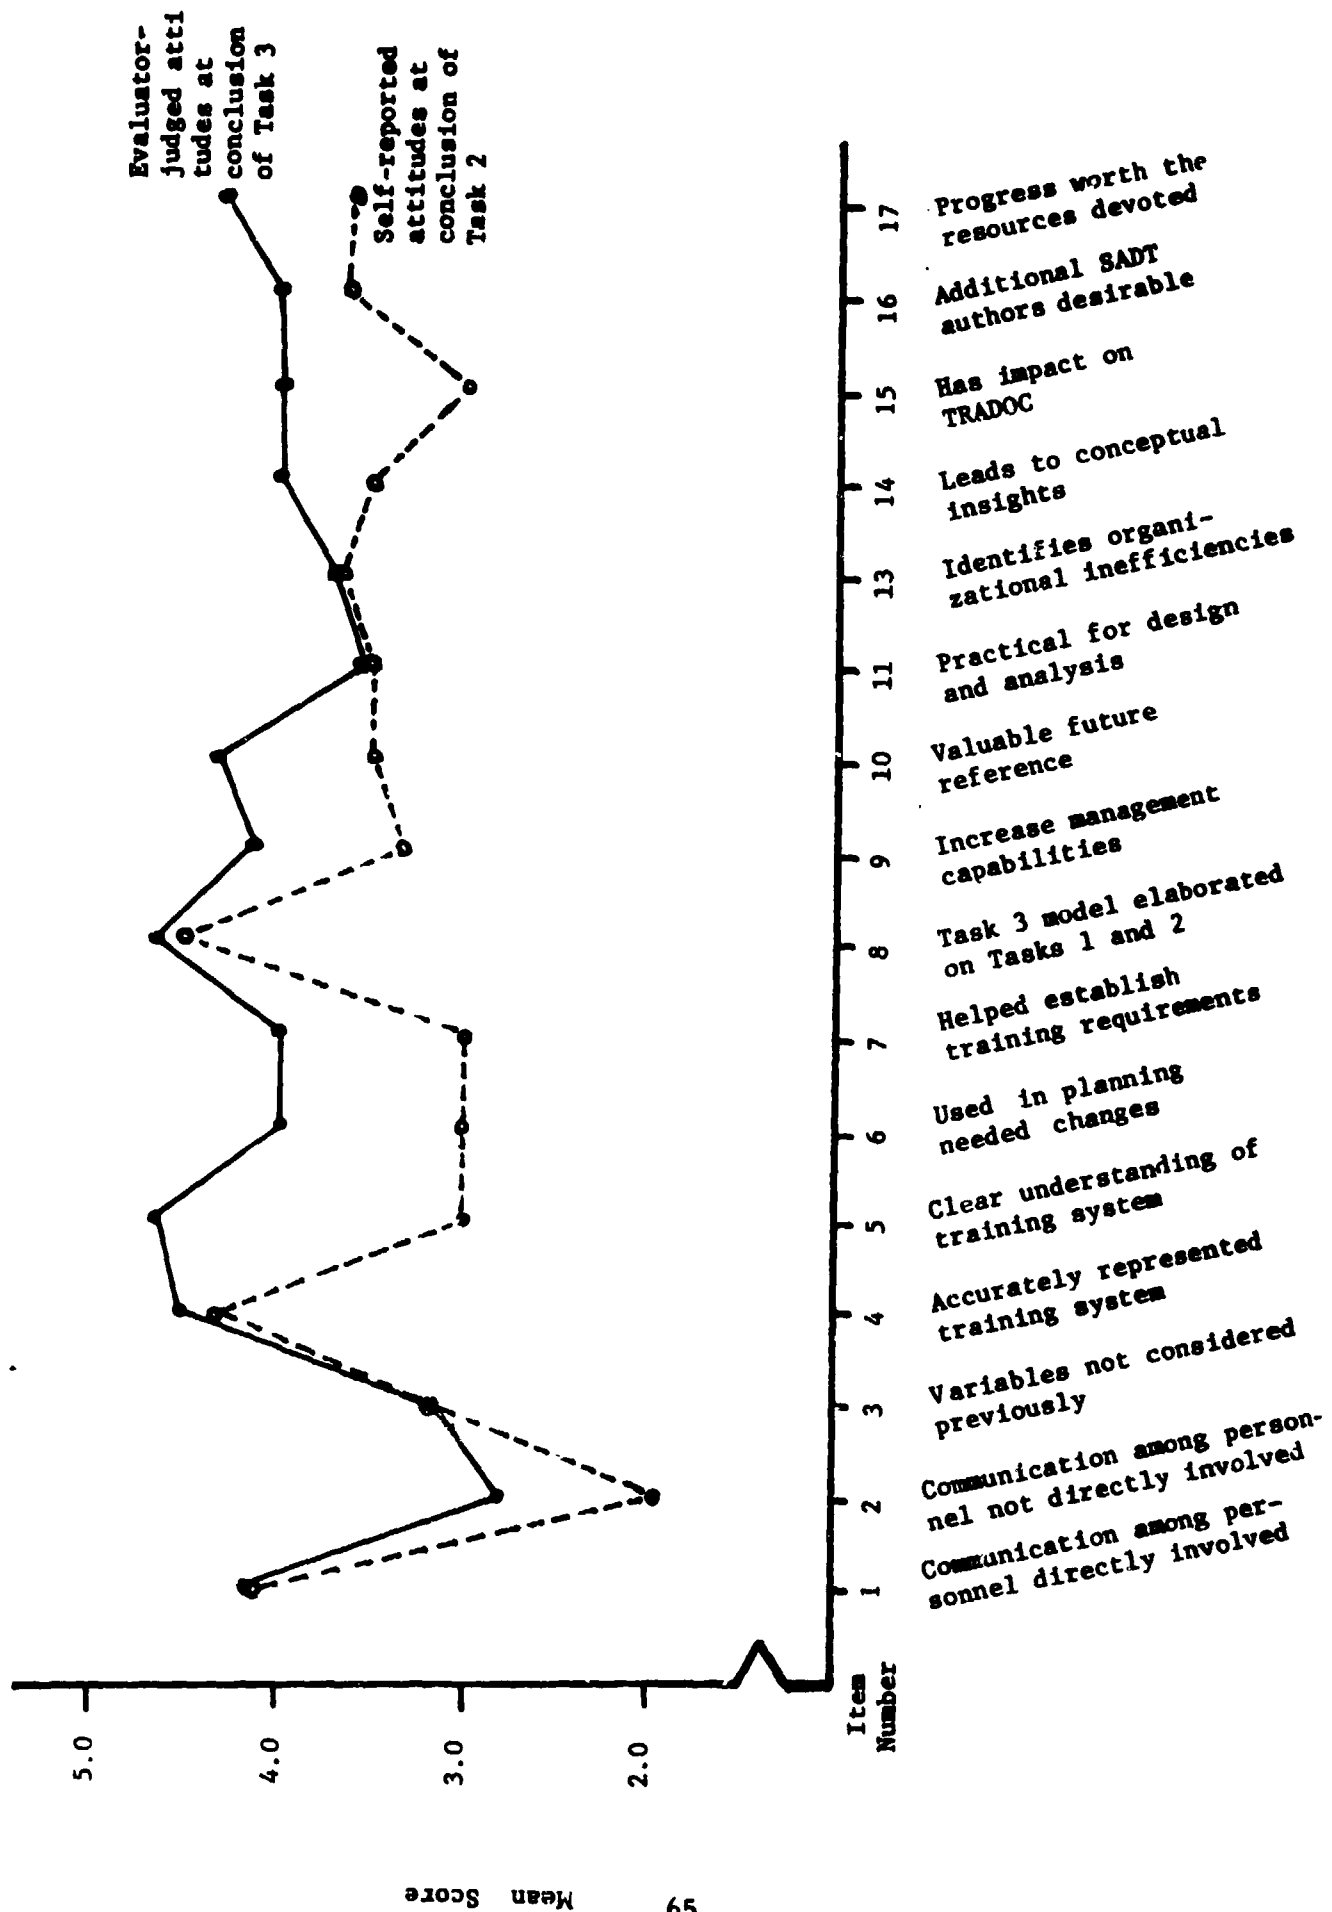 Evaluator-
judged atti
tudes at
conclusion
of Task 3
Self-reported
attitudes at
conclusion of
Task 2
Mean Score
5.0
4.0
3.0
2.0
Item
Number
1
2
3
4
5
6
7
8
9
10
11
13
14
15
16
17
Communication among per-
sonnel directly involved
Communication among person-
nel not directly involved
Variables not considered
previously
Accurately represented
training system
Clear understanding of
training system
Used in planning
needed changes
Helped establish
training requirements
Task 3 model elaborated
on Tasks 1 and 2
Increase management
capabilities
Valuable future
reference
Practical for design
and analysis
Identifies organi-
zational inefficiencies
Leads to conceptual
insights
Has impact on
TRADOC
Additional SADT
authors desirable
Progress worth the
resources devoted